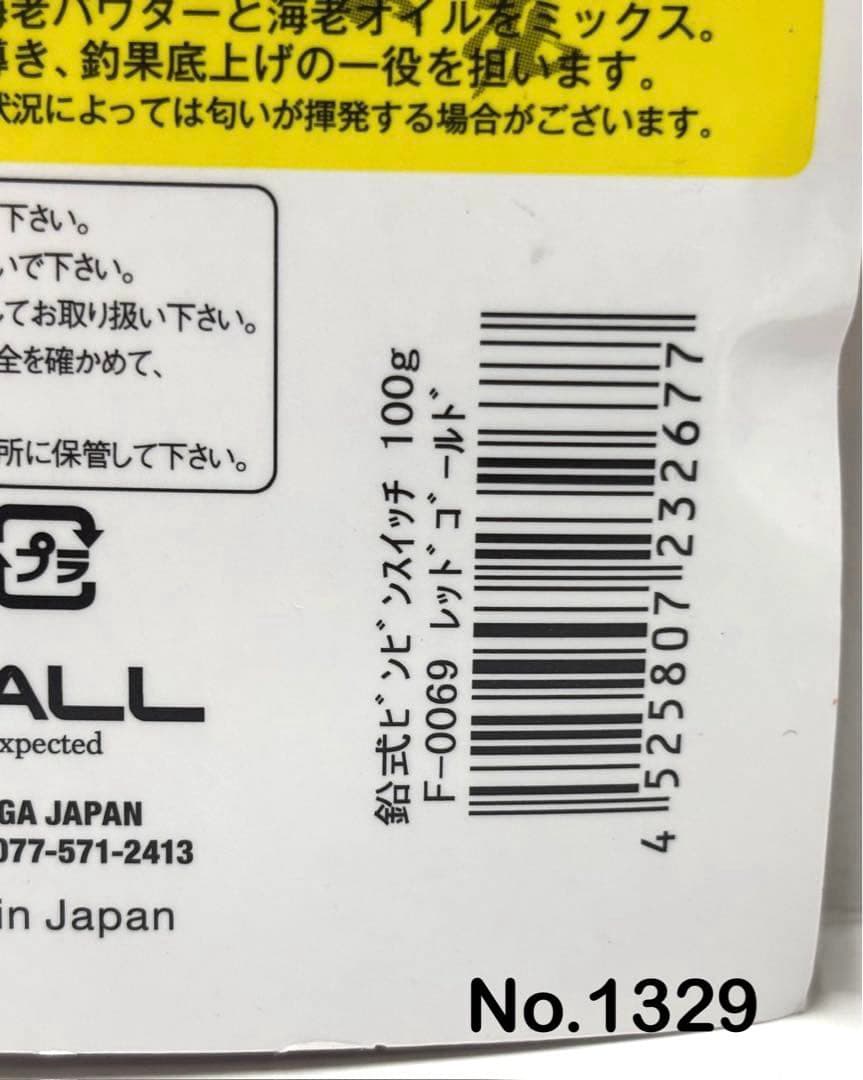 老パウダーと海老オイルをミックス。
き、釣果底上げの一役を担います。
状況によっては匂いが揮発する場合がございます。
下さい。
いで下さい。
してお取り扱い下さい。
全を確かめて、
所に保管して下さい。
プラ
ALL
xpected
GA JAPAN
077-571-2413
in Japan
鉛式ビンビンスイッチ 100g
F-0069 レッドゴールド
4 525807 232677
No.1329